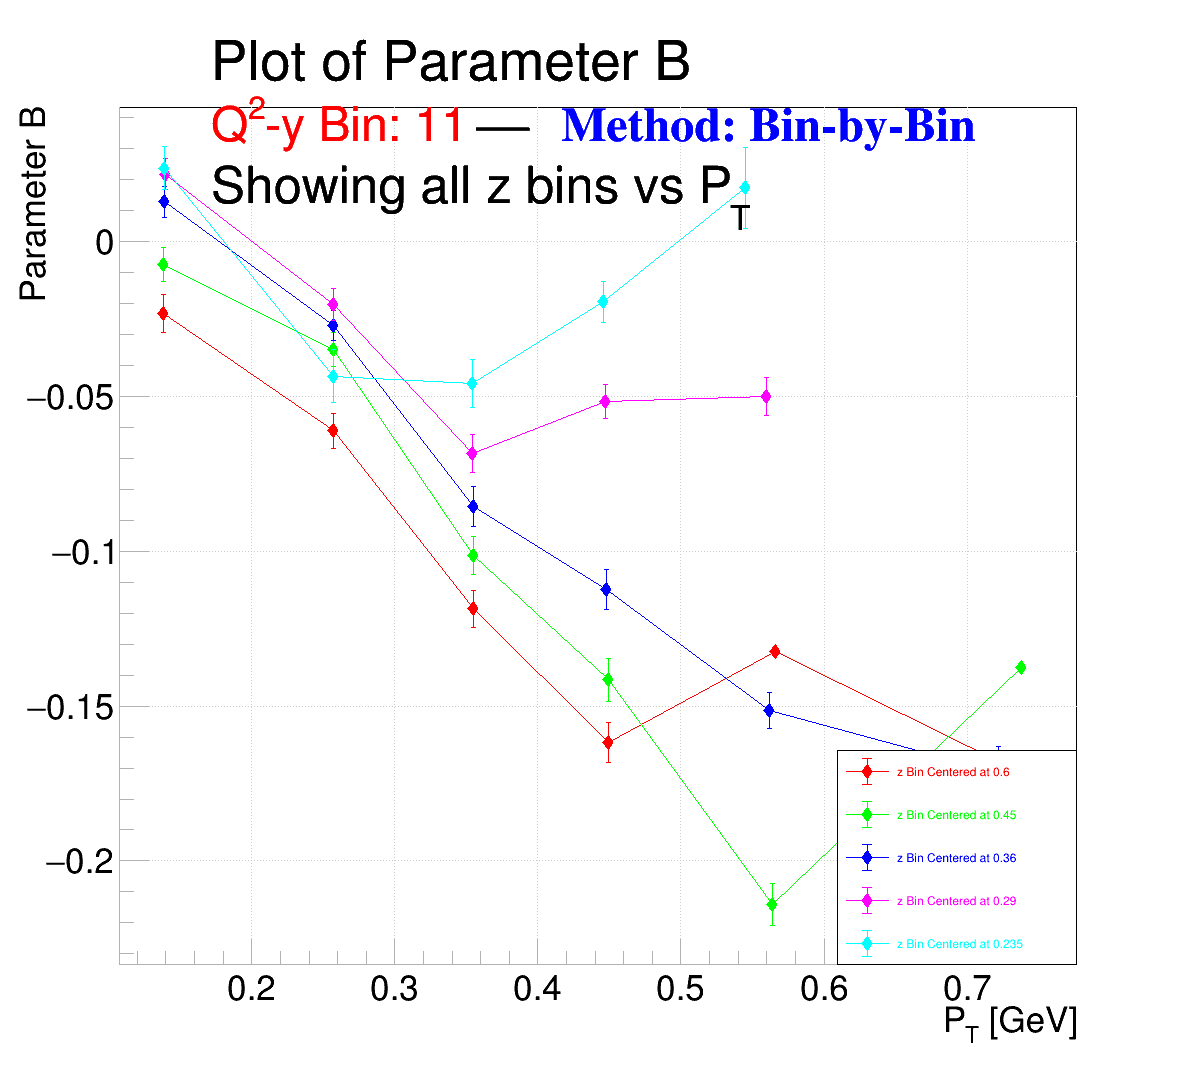 Plot of Parameter B
Q²-y Bin: 11 — Method: Bin-by-Bin
Showing all z bins vs P_T
Parameter B
0
−0.05
−0.1
−0.15
−0.2
z Bin Centered at 0.6
z Bin Centered at 0.45
z Bin Centered at 0.36
z Bin Centered at 0.29
z Bin Centered at 0.235
0.2 0.3 0.4 0.5 0.6 0.7
P_T [GeV]